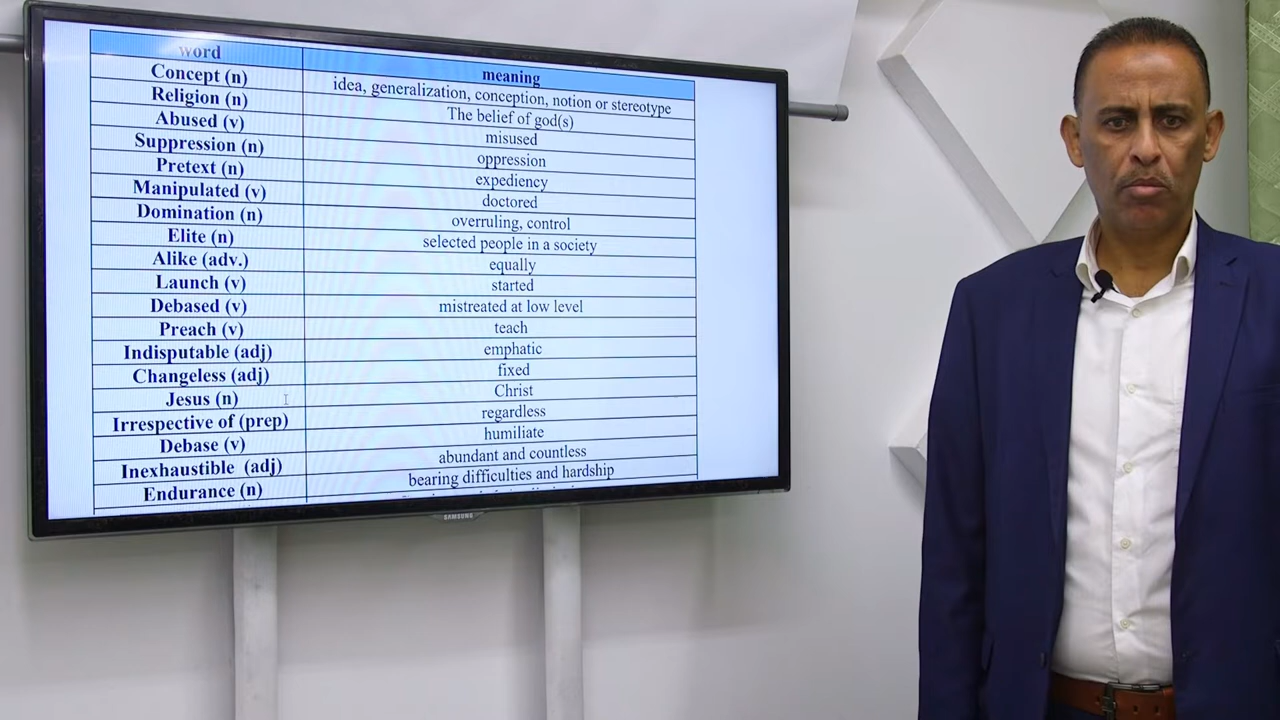 word meaning
Concept (n) idea, generalization, conception, notion or stereotype
Religion (n) The belief of god(s)
Abused (v) misused
Suppression (n) oppression
Pretext (n) expediency
Manipulated (v) doctored
Domination (n) overruling, control
Elite (n) selected people in a society
Alike (adv.) equally
Launch (v) started
Debased (v) mistreated at low level
Preach (v) teach
Indisputable (adj) emphatic
Changeless (adj) fixed
Jesus (n) Christ
Irrespective of (prep) regardless
Debase (v) humiliate
Inexhaustible (adj) abundant and countless
Endurance (n) bearing difficulties and hardship
SAMSUNG